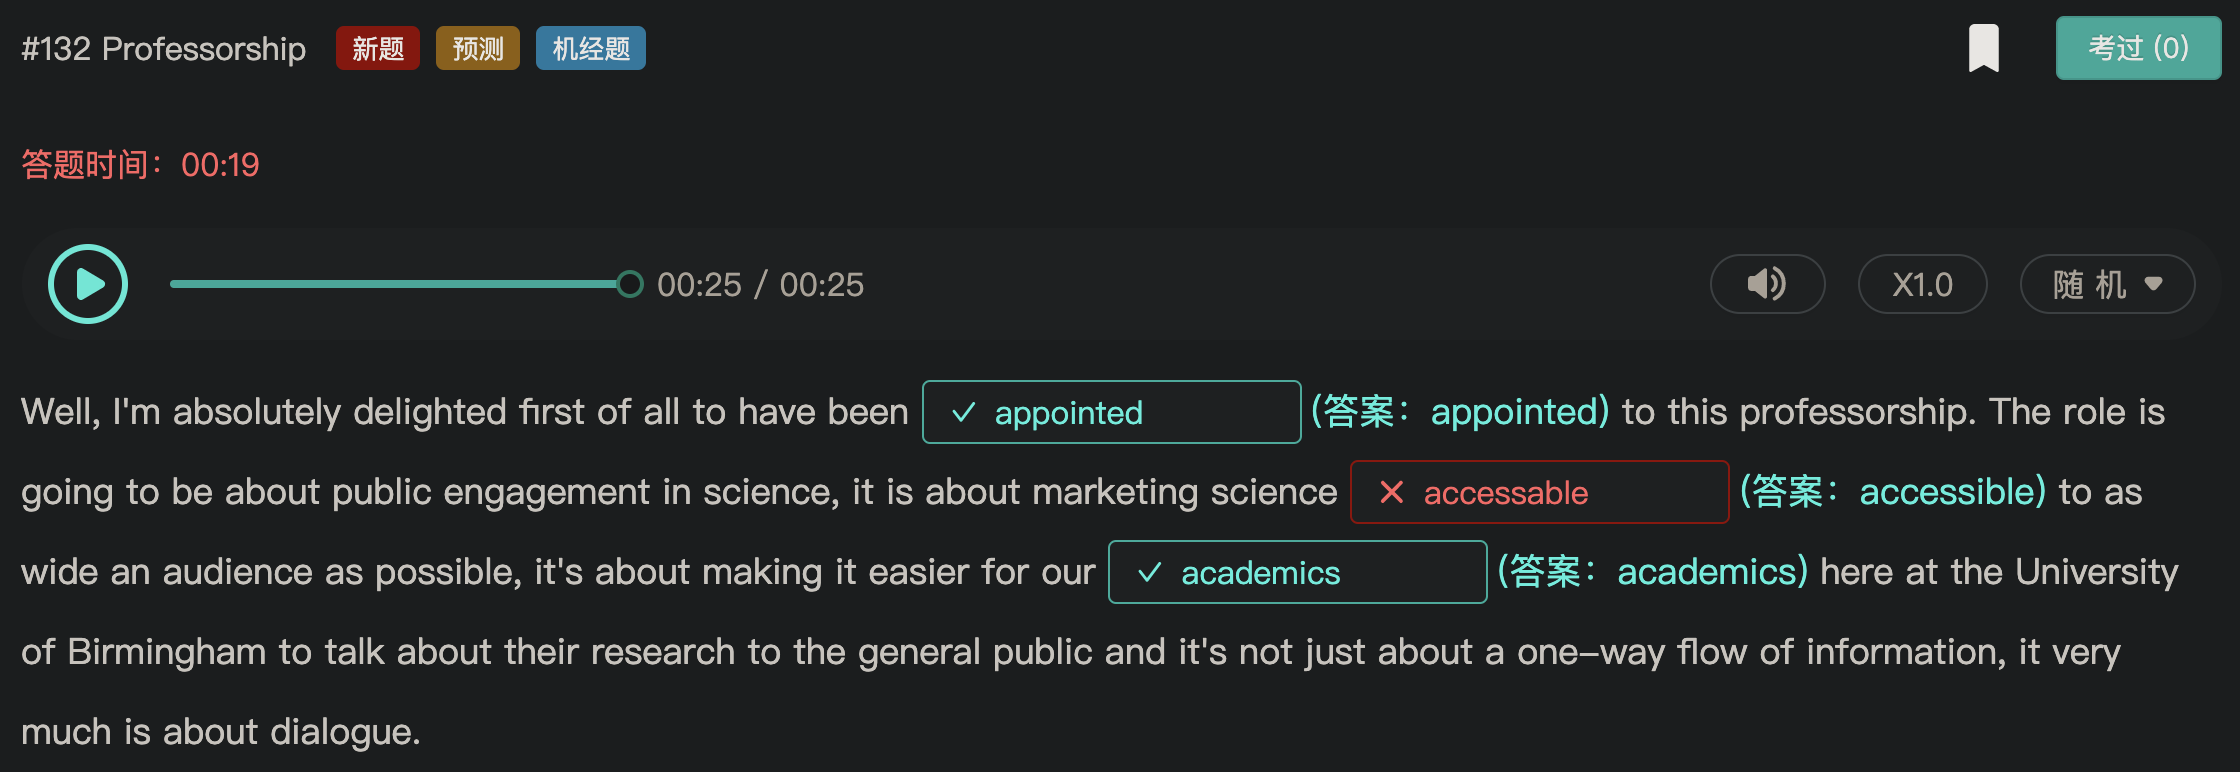 #132 Professorship 新题 预测 机经题 考过 (0)
答题时间：00:19
00:25 / 00:25 X1.0 随 机
Well, I'm absolutely delighted first of all to have been appointed (答案：appointed) to this professorship. The role is
going to be about public engagement in science, it is about marketing science accessable (答案：accessible) to as
wide an audience as possible, it's about making it easier for our academics (答案：academics) here at the University
of Birmingham to talk about their research to the general public and it's not just about a one–way flow of information, it very
much is about dialogue.